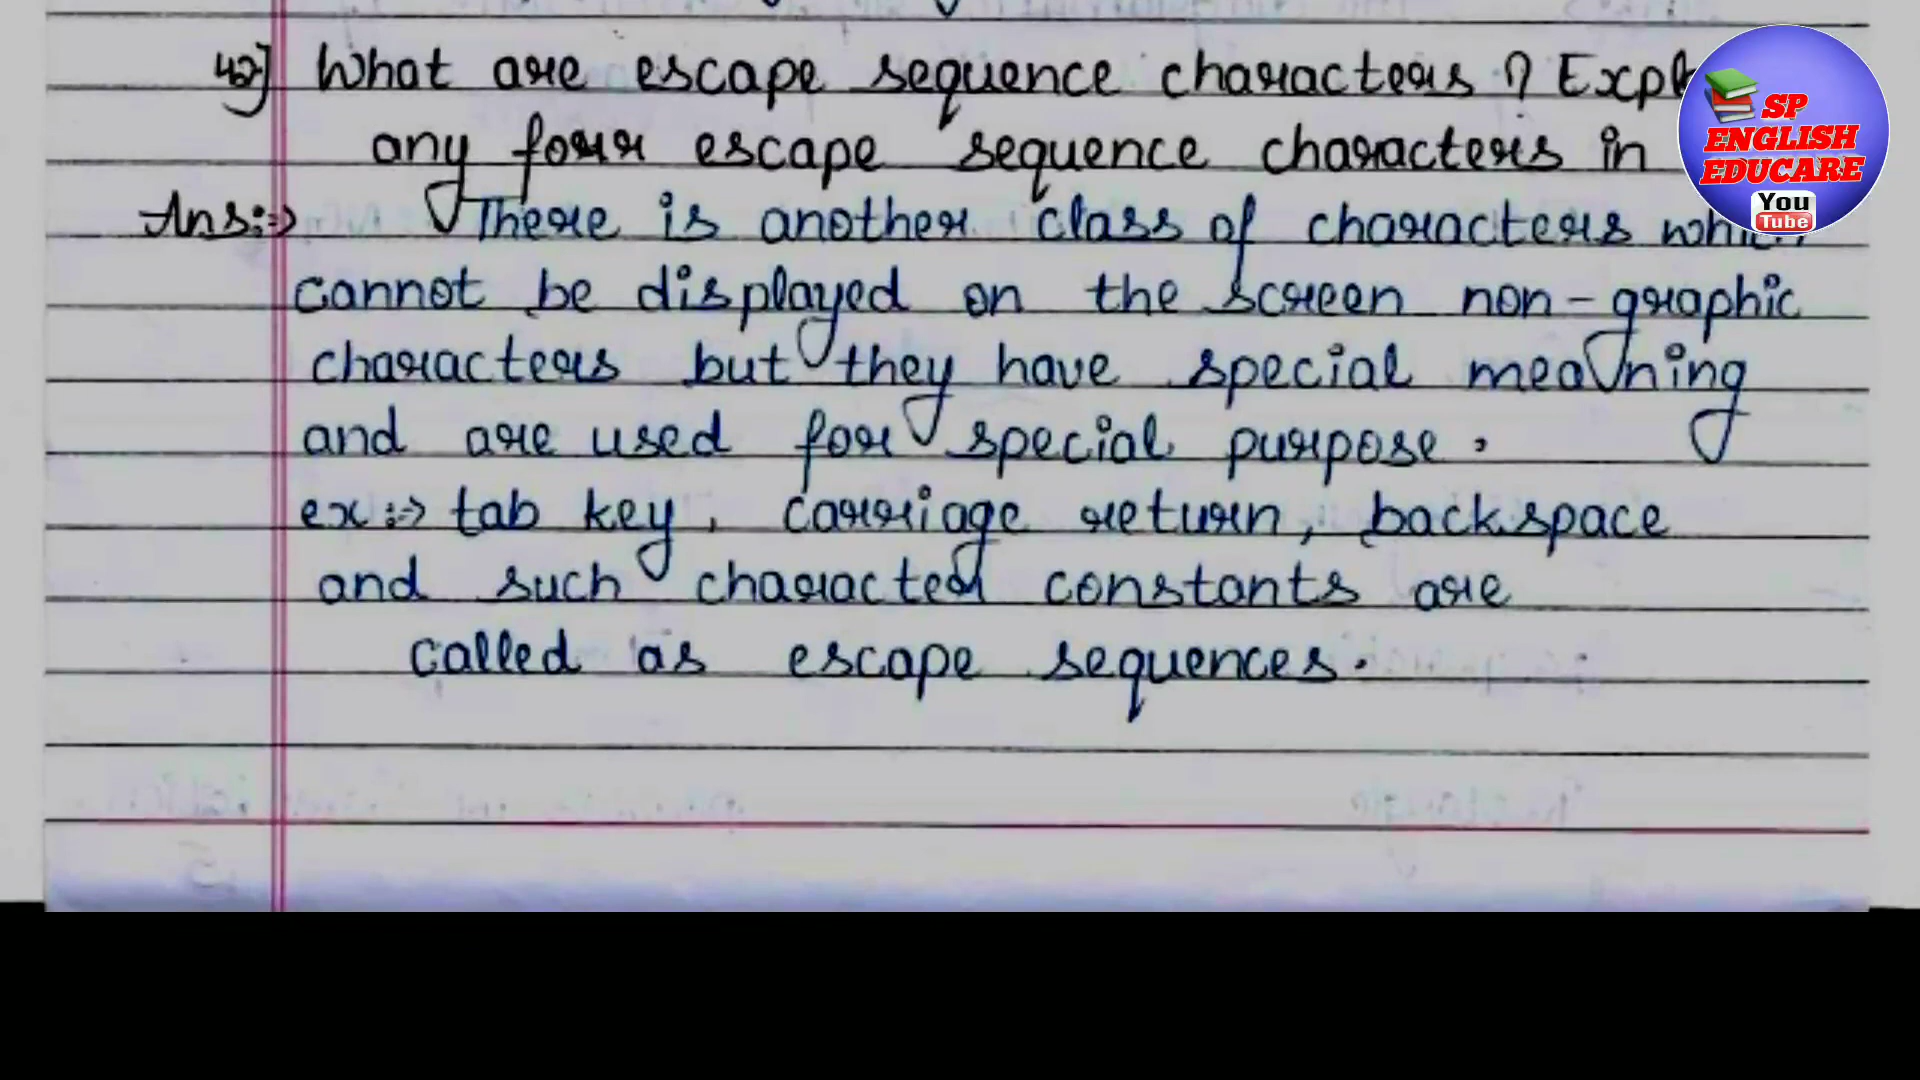 42] What are escape sequence characters ? Expl
any four escape sequence characters in
Ans:-> There is another class of characters which
cannot be displayed on the screen non-graphic
characters but they have special meaning
and are used for special purpose.
ex:-> tab key, carriage return, backspace
and such character constants are
called as escape sequences.
SP
ENGLISH
EDUCARE
You
Tube